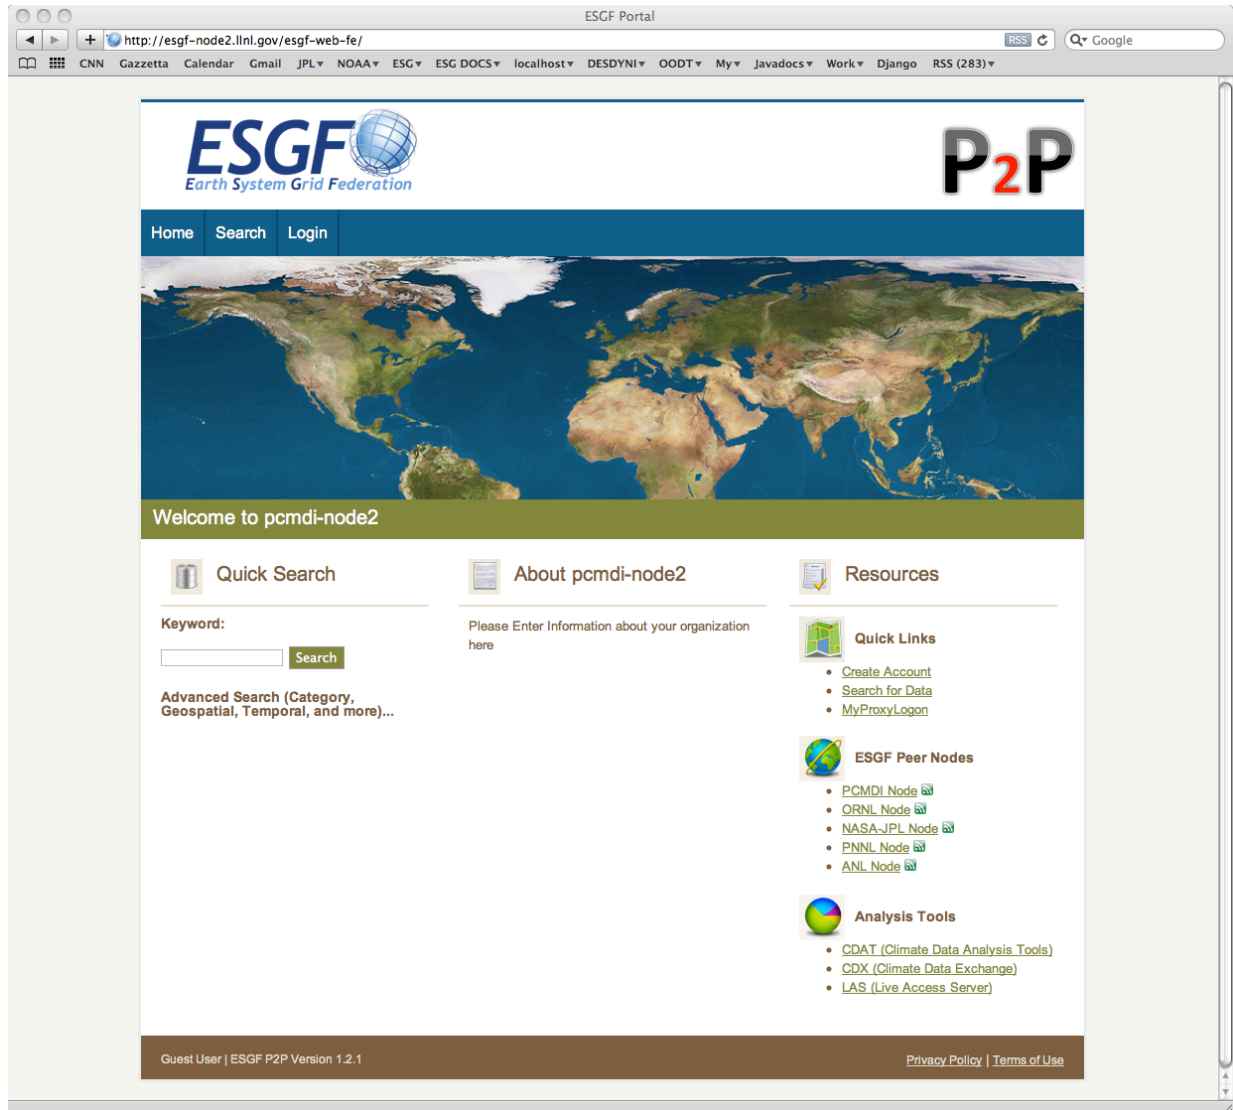 ESGF Portal
http://esgf-node2.llnl.gov/esgf-web-fe/
RSS
Google
CNN Gazzetta Calendar Gmail JPL NOAA ESG ESG DOCS localhost DESDYNI OODT My Javadocs Work Django RSS (283)
ESGF
Earth System Grid Federation
P2P
Home Search Login
Welcome to pcmdi-node2
Quick Search
Keyword:
Search
Advanced Search (Category,
Geospatial, Temporal, and more)...
About pcmdi-node2
Please Enter Information about your organization
here
Resources
Quick Links
• Create Account
• Search for Data
• MyProxyLogon
ESGF Peer Nodes
• PCMDI Node
• ORNL Node
• NASA-JPL Node
• PNNL Node
• ANL Node
Analysis Tools
• CDAT (Climate Data Analysis Tools)
• CDX (Climate Data Exchange)
• LAS (Live Access Server)
Guest User | ESGF P2P Version 1.2.1
Privacy Policy | Terms of Use